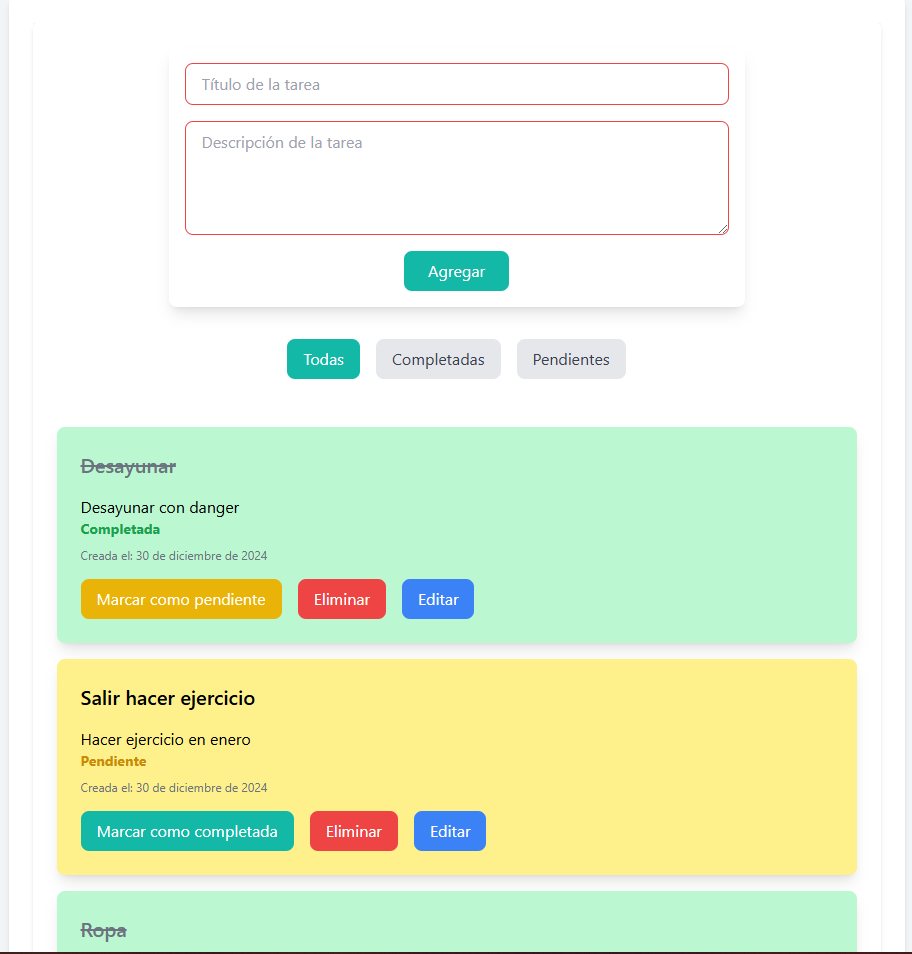 Título de la tarea
Descripción de la tarea
Agregar
Todas Completadas Pendientes
Desayunar
Desayunar con danger
Completada
Creada el: 30 de diciembre de 2024
Marcar como pendiente Eliminar Editar
Salir hacer ejercicio
Hacer ejercicio en enero
Pendiente
Creada el: 30 de diciembre de 2024
Marcar como completada Eliminar Editar
Ropa